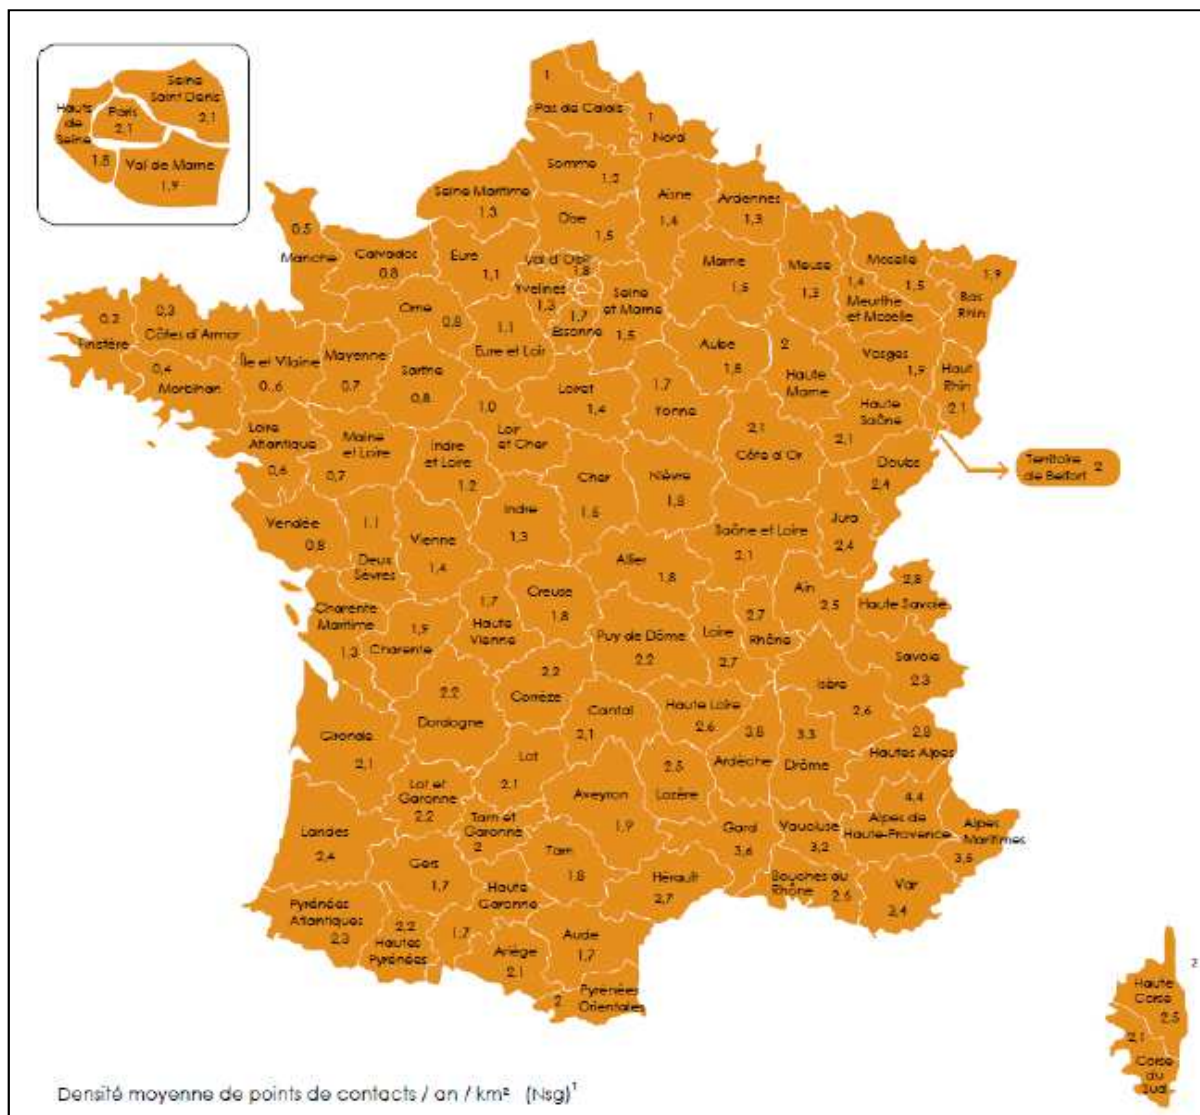 Seine
Saint Denis
2,1
Hauts
de
Seine
1,8
Paris
2,1
Val de Marne
1,9
1
Pas de Calais
1
Nord
Somme
1,2
Seine Maritime
1,3
Oise
1,5
Aisne
1,4
Ardennes
1,3
0,5
Manche
Calvados
0,8
Eure
1,1
Val d'Oise
1,8
Yvelines
1,3
1,7
Essonne
Seine
et Marne
1,5
Marne
1,5
Meuse
1,3
Moselle
1,5
1,4
Meurthe
et Moselle
1,9
Bas
Rhin
0,2
Finistère
0,3
Côtes d'Armor
0,4
Morbihan
Île et Vilaine
0,,6
Mayenne
0,7
Orne
0,8
Sarthe
0,8
1,1
Eure et Loir
Aube
1,8
2
Haute
Marne
Vosges
1,9
Haut
Rhin
2,1
Loiret
1,4
1,7
Yonne
1,0
Loir
et Cher
Haute
Saône
2,1
Loire
Atlantique
0,6
Maine
et Loire
0,7
Indre
et Loire
1,2
Cher
1,5
Nièvre
1,8
2,1
Côte d'Or
Doubs
2,4
Territoire
de Belfort
2
Vendée
0,8
1,1
Deux
Sèvres
Vienne
1,4
Indre
1,3
Allier
1,8
Saône et Loire
2,1
Jura
2,4
Charente
Maritime
1,3
1,9
Charente
1,7
Haute
Vienne
Creuse
1,8
Puy de Dôme
2,2
Loire
2,7
2,7
Rhône
Ain
2,5
2,8
Haute Savoie
Savoie
2,3
Isère
2,6
2,2
Dordogne
2,2
Corrèze
Cantal
2,1
Haute Loire
2,6
3,8
Ardèche
3,3
Drôme
2,8
Hautes Alpes
Gironde
2,1
Lot
2,1
Lot et
Garonne
2,2
Tarn et
Garonne
2
Aveyron
1,9
2,5
Lozère
Gard
3,6
Vaucluse
3,2
4,4
Alpes de
Haute-Provence
Alpes
Maritimes
3,5
Landes
2,4
Gers
1,7
Haute
Garonne
1,7
Tarn
1,8
Hérault
2,7
Bouches du
Rhône
2,6
Var
3,4
Pyrénées
Atlantiques
2,3
2,2
Hautes
Pyrénées
Ariège
2,1
Aude
1,7
2
Pyrénées
Orientales
2
Haute
Corse
2,5
2,1
Corse
du
Sud
Densité moyenne de points de contacts / an / km² (Nsg)¹